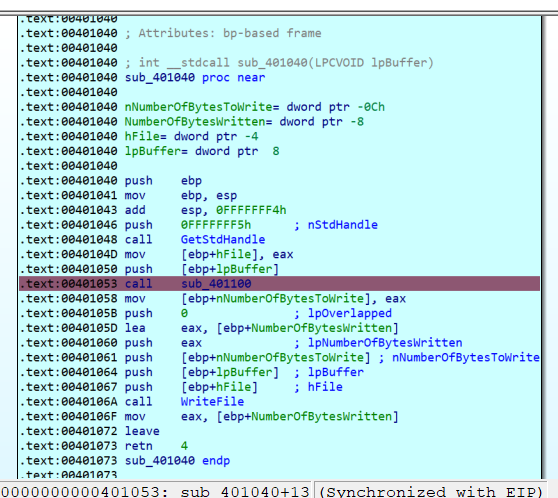 .text:00401040
.text:00401040 ; Attributes: bp-based frame
.text:00401040
.text:00401040 ; int __stdcall sub_401040(LPCVOID lpBuffer)
.text:00401040 sub_401040 proc near
.text:00401040
.text:00401040 nNumberOfBytesToWrite= dword ptr -0Ch
.text:00401040 NumberOfBytesWritten= dword ptr -8
.text:00401040 hFile= dword ptr -4
.text:00401040 lpBuffer= dword ptr  8
.text:00401040
.text:00401040 push    ebp
.text:00401041 mov     ebp, esp
.text:00401043 add     esp, 0FFFFFFF4h
.text:00401046 push    0FFFFFFF5h      ; nStdHandle
.text:00401048 call    GetStdHandle
.text:0040104D mov     [ebp+hFile], eax
.text:00401050 push    [ebp+lpBuffer]
.text:00401053 call    sub_401100
.text:00401058 mov     [ebp+nNumberOfBytesToWrite], eax
.text:0040105B push    0               ; lpOverlapped
.text:0040105D lea     eax, [ebp+NumberOfBytesWritten]
.text:00401060 push    eax             ; lpNumberOfBytesWritten
.text:00401061 push    [ebp+nNumberOfBytesToWrite] ; nNumberOfBytesToWrite
.text:00401064 push    [ebp+lpBuffer]  ; lpBuffer
.text:00401067 push    [ebp+hFile]     ; hFile
.text:0040106A call    WriteFile
.text:0040106F mov     eax, [ebp+NumberOfBytesWritten]
.text:00401072 leave
.text:00401073 retn    4
.text:00401073 sub_401040 endp
.text:00401073
0000000000401053: sub_401040+13 (Synchronized with EIP)